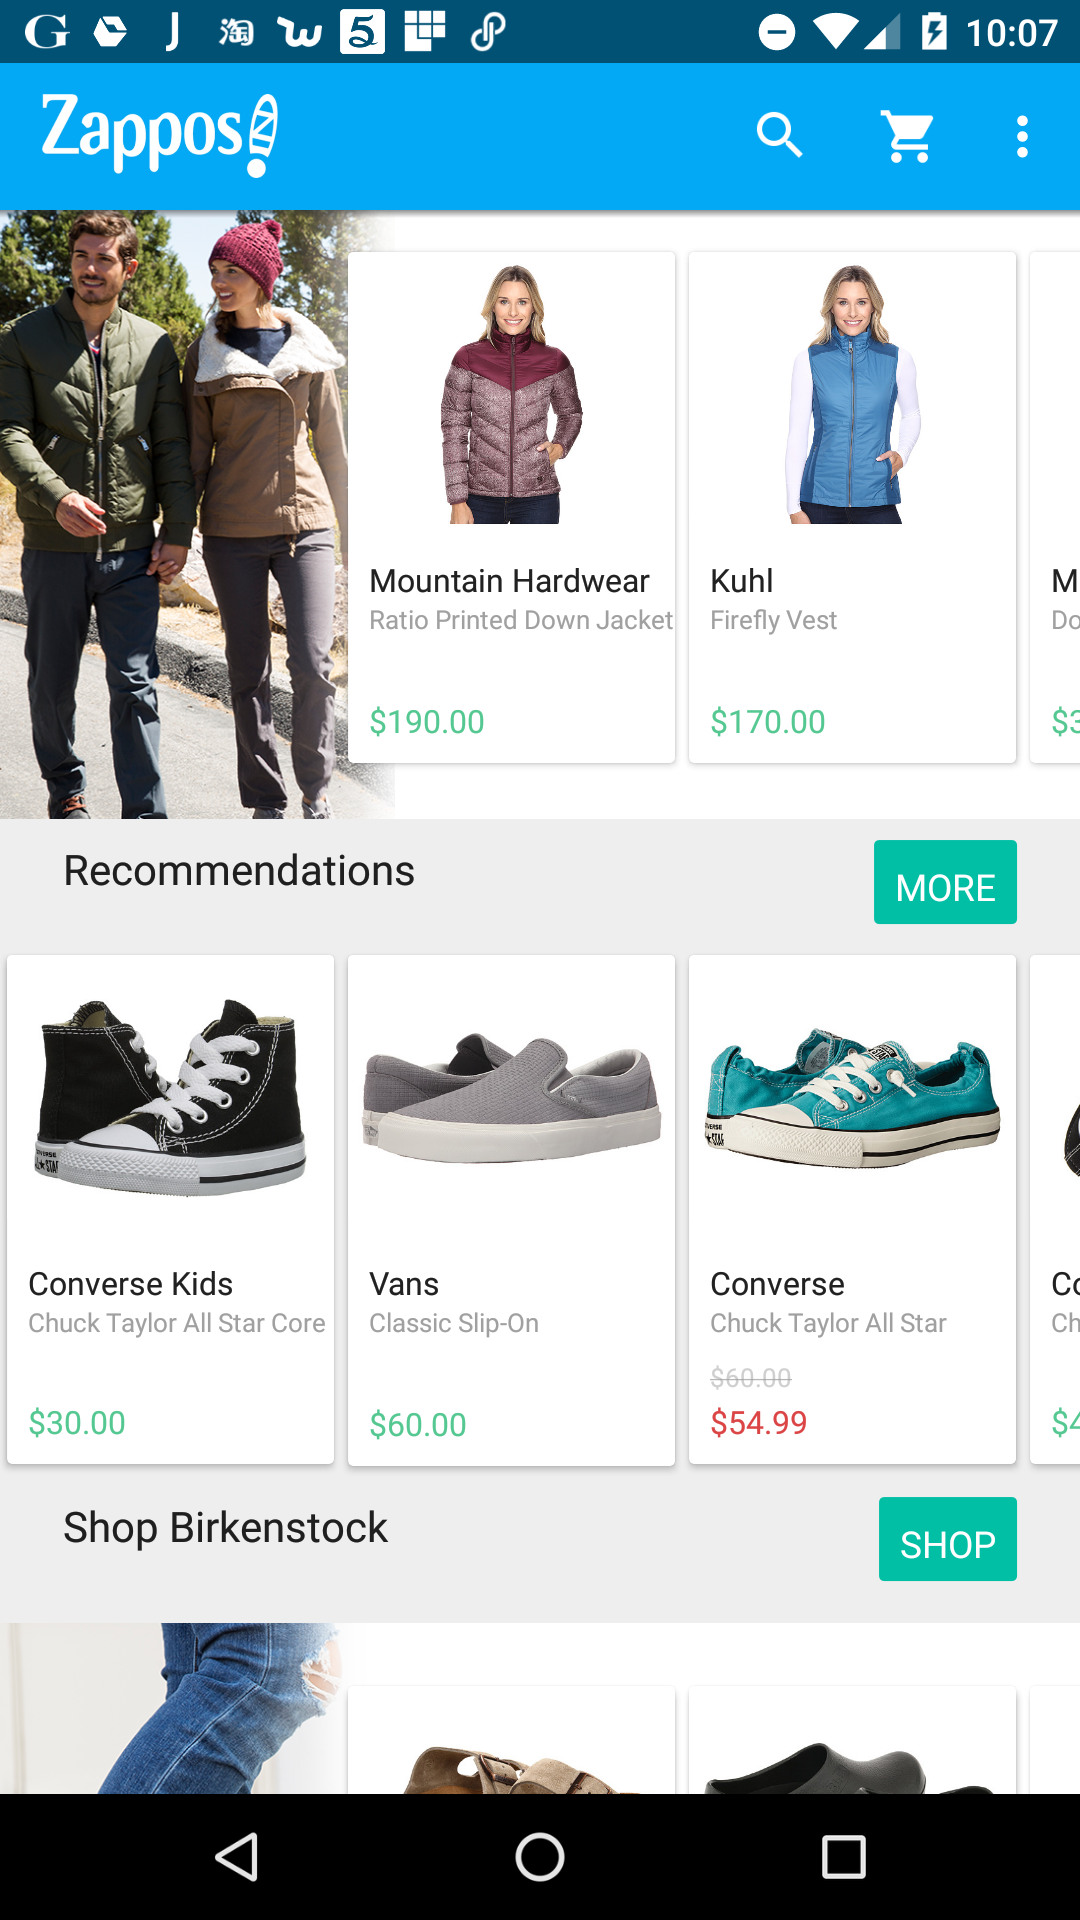 10:07
Zappos
Mountain Hardwear
Ratio Printed Down Jacket
$190.00
Kuhl
Firefly Vest
$170.00
M
Do
$3
Recommendations
MORE
Converse Kids
Chuck Taylor All Star Core
$30.00
Vans
Classic Slip-On
$60.00
Converse
Chuck Taylor All Star
$60.00
$54.99
Co
Ch
$4
Shop Birkenstock
SHOP